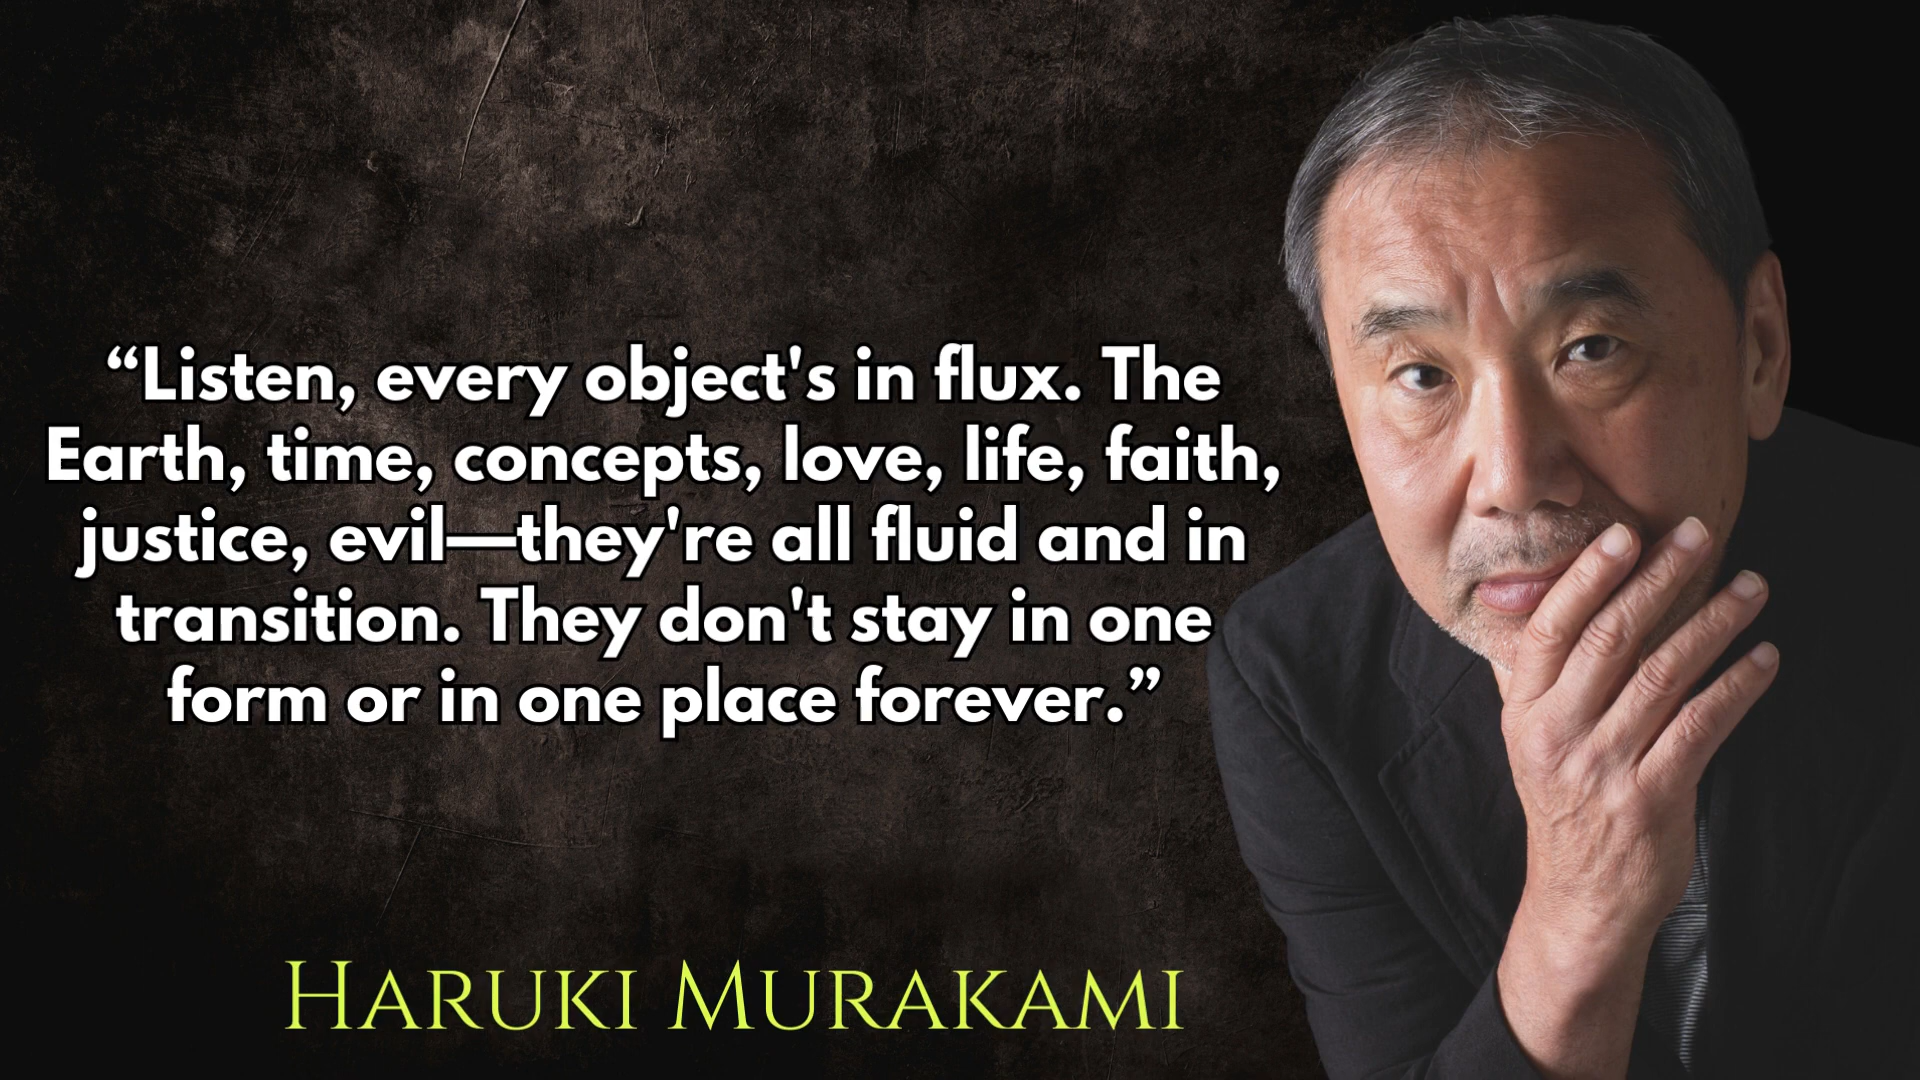 “Listen, every object's in flux. The
Earth, time, concepts, love, life, faith,
justice, evil—they're all fluid and in
transition. They don't stay in one
form or in one place forever.”
Haruki Murakami